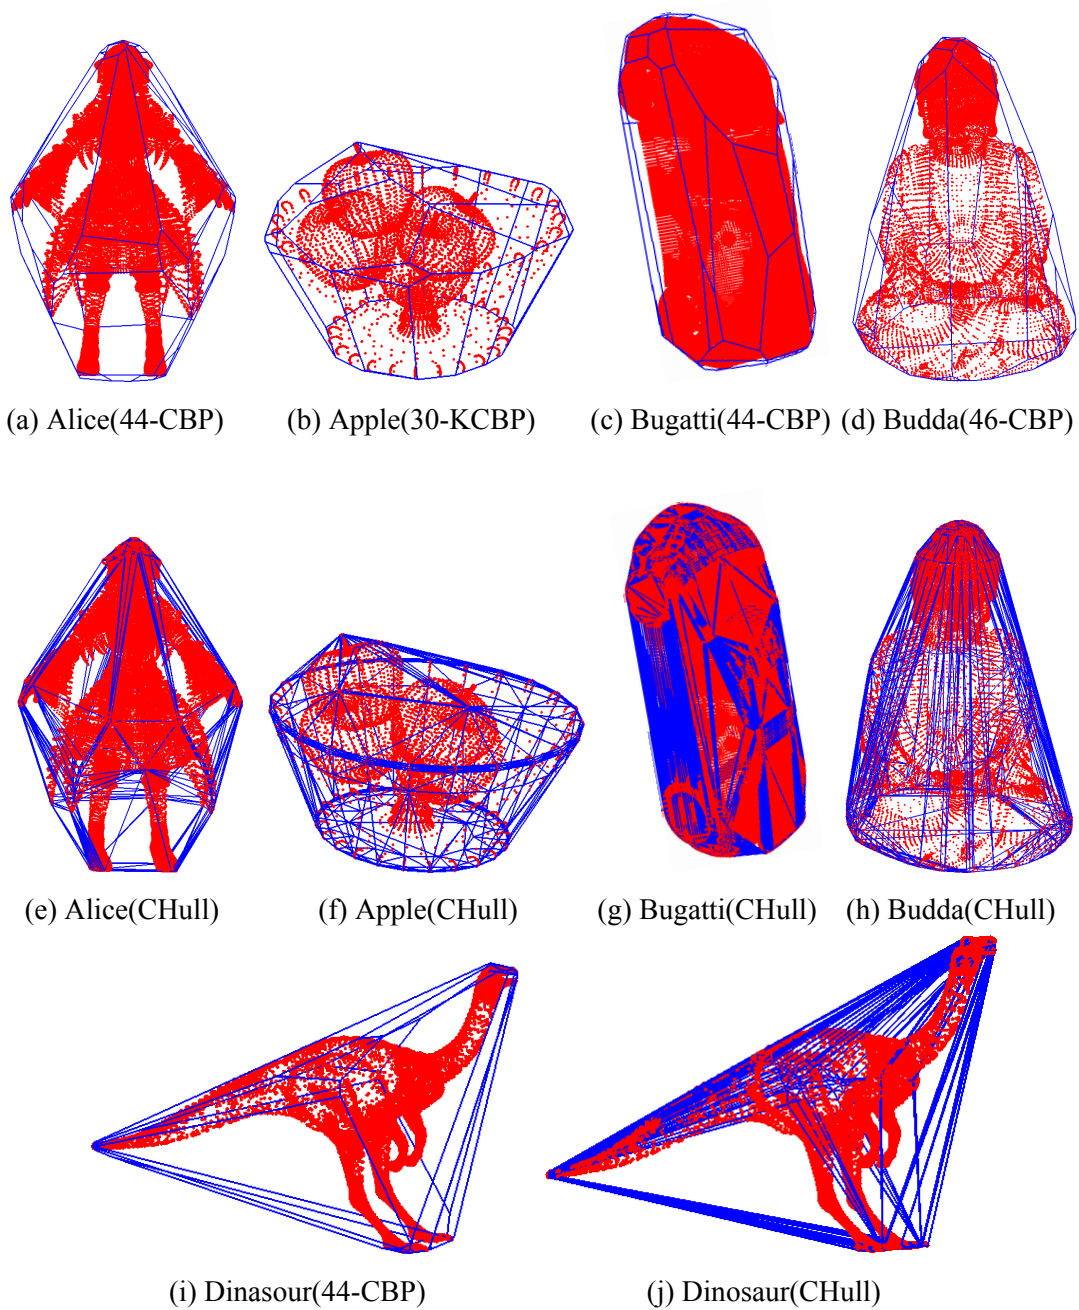 (a) Alice(44-CBP) (b) Apple(30-KCBP) (c) Bugatti(44-CBP) (d) Budda(46-CBP)
(e) Alice(CHull) (f) Apple(CHull) (g) Bugatti(CHull) (h) Budda(CHull)
(i) Dinasour(44-CBP) (j) Dinosaur(CHull)